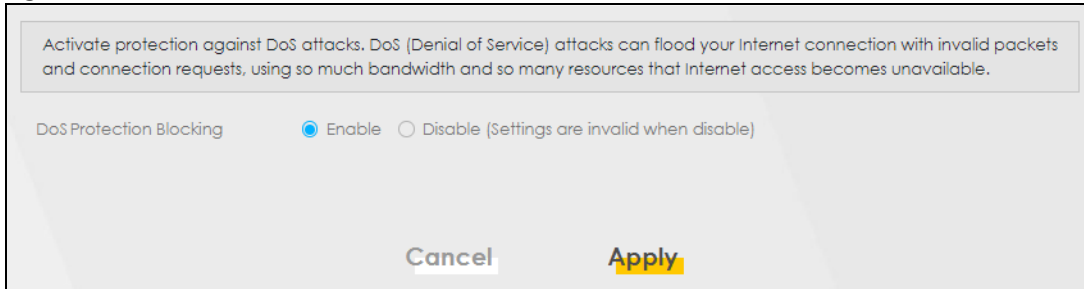 Activate protection against DoS attacks. DoS (Denial of Service) attacks can flood your Internet connection with invalid packets
and connection requests, using so much bandwidth and so many resources that Internet access becomes unavailable.
DoS Protection Blocking Enable Disable (Settings are invalid when disable)
Cancel Apply